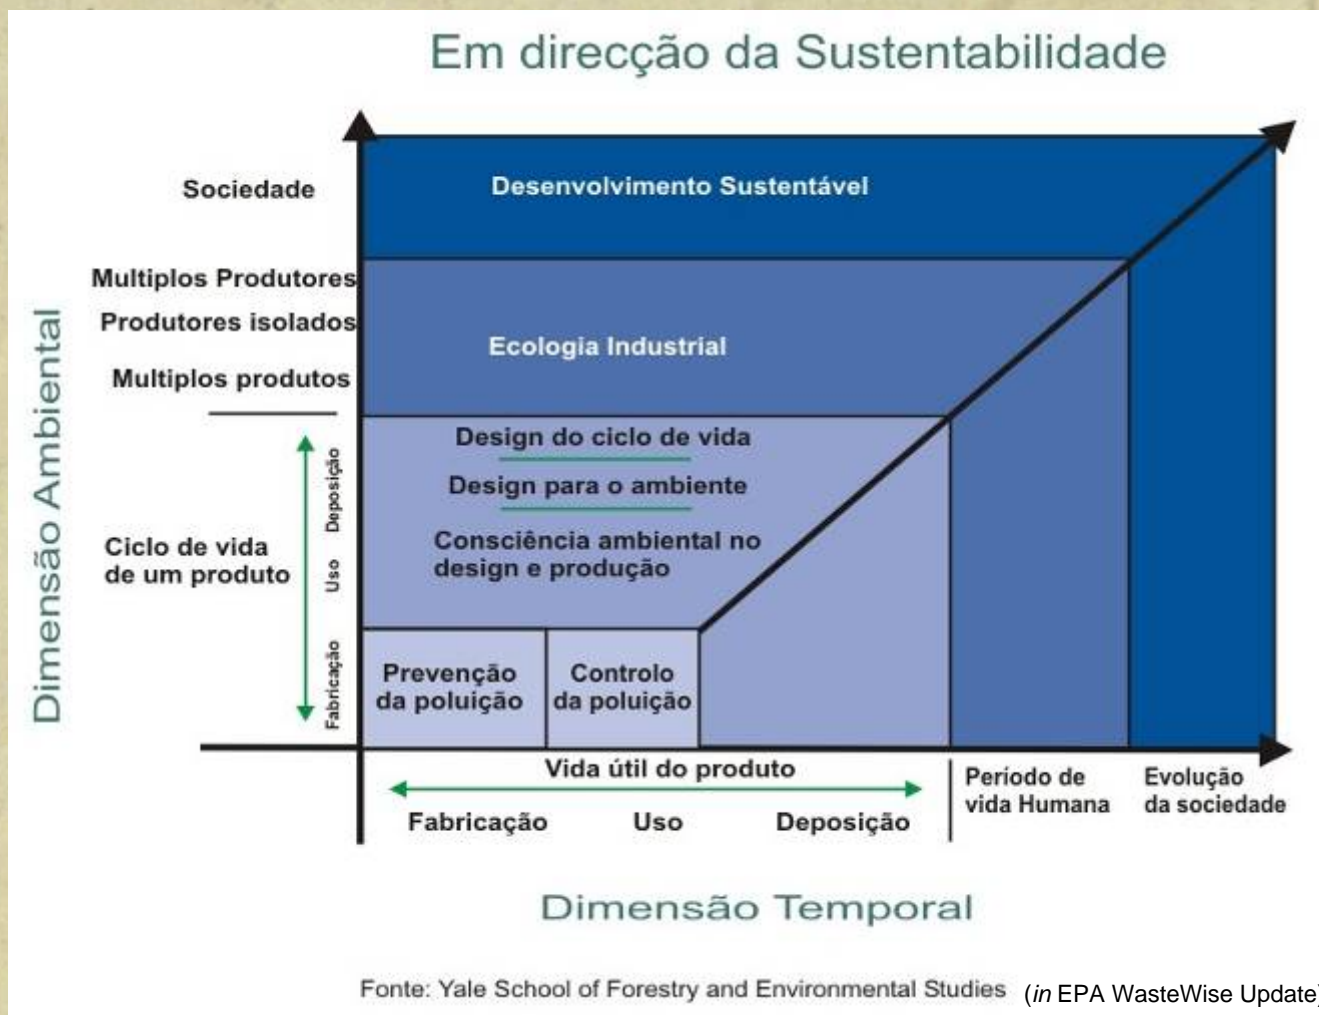 Em direcção da Sustentabilidade
Sociedade
Desenvolvimento Sustentável
Multiplos Produtores
Produtores isolados
Multiplos produtos
Ecologia Industrial
Dimensão Ambiental
Ciclo de vida
de um produto
Deposição
Uso
Fabricação
Design do ciclo de vida
Design para o ambiente
Consciência ambiental no
design e produção
Prevenção
da poluição
Controlo
da poluição
Vida útil do produto
Fabricação
Uso
Deposição
Período de
vida Humana
Evolução
da sociedade
Dimensão Temporal
Fonte: Yale School of Forestry and Environmental Studies (in EPA WasteWise Update)